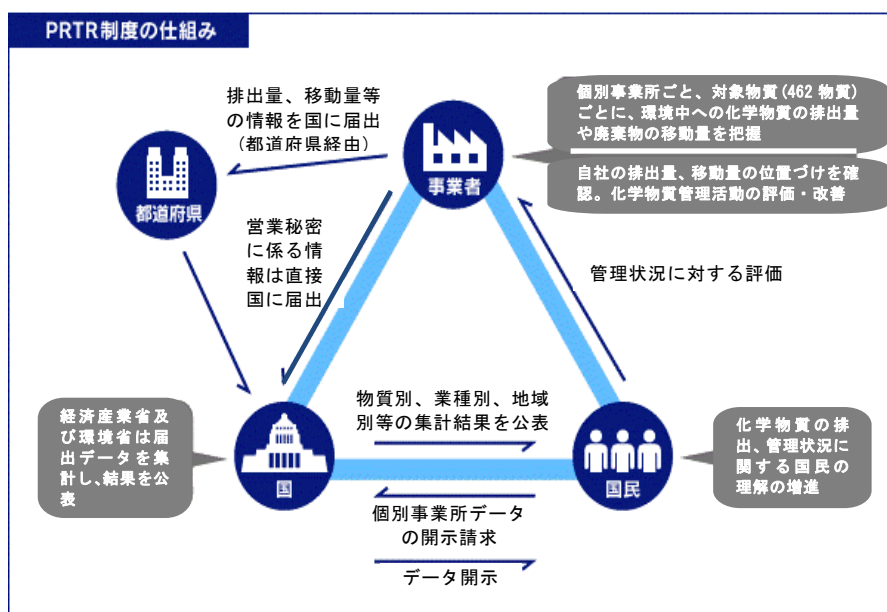 PRTR制度の仕組み
排出量、移動量等
の情報を国に届出
(都道府県経由)
事業者
個別事業所ごと、対象物質(462物質)
ごとに、環境中への化学物質の排出量
や廃棄物の移動量を把握
自社の排出量、移動量の位置づけを確
認。化学物質管理活動の評価・改善
都道府県
営業秘密
に係る情
報は直接
国に届出
管理状況に対する評価
物質別、業種別、地域
別等の集計結果を公表
経済産業省及
び環境省は届
出データを集
計し、結果を公
表
国
国民
化学物質の排
出、管理状況に
関する国民の
理解の増進
個別事業所データ
の開示請求
データ開示